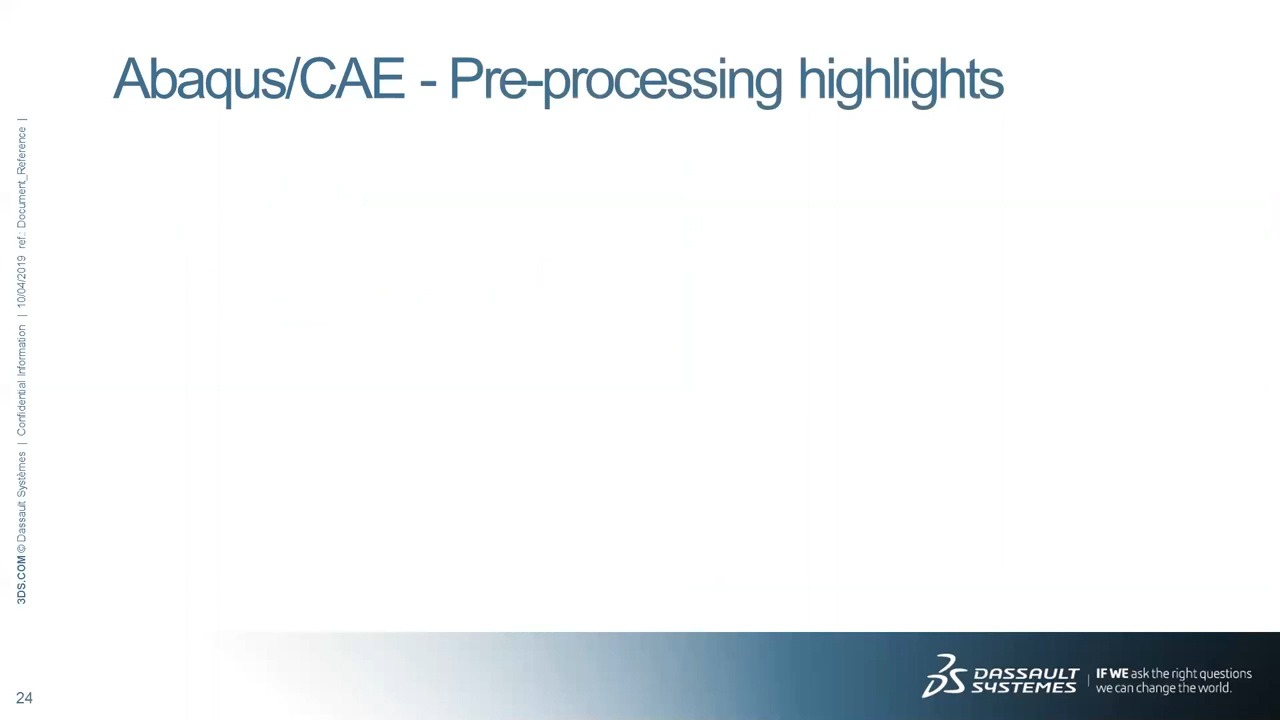 Abaqus/CAE - Pre-processing highlights
3DS.COM © Dassault Systèmes | Confidential Information | 10/04/2019 ref.: Document_Reference |
24
DASSAULT
SYSTEMES
IF WE ask the right questions
we can change the world.